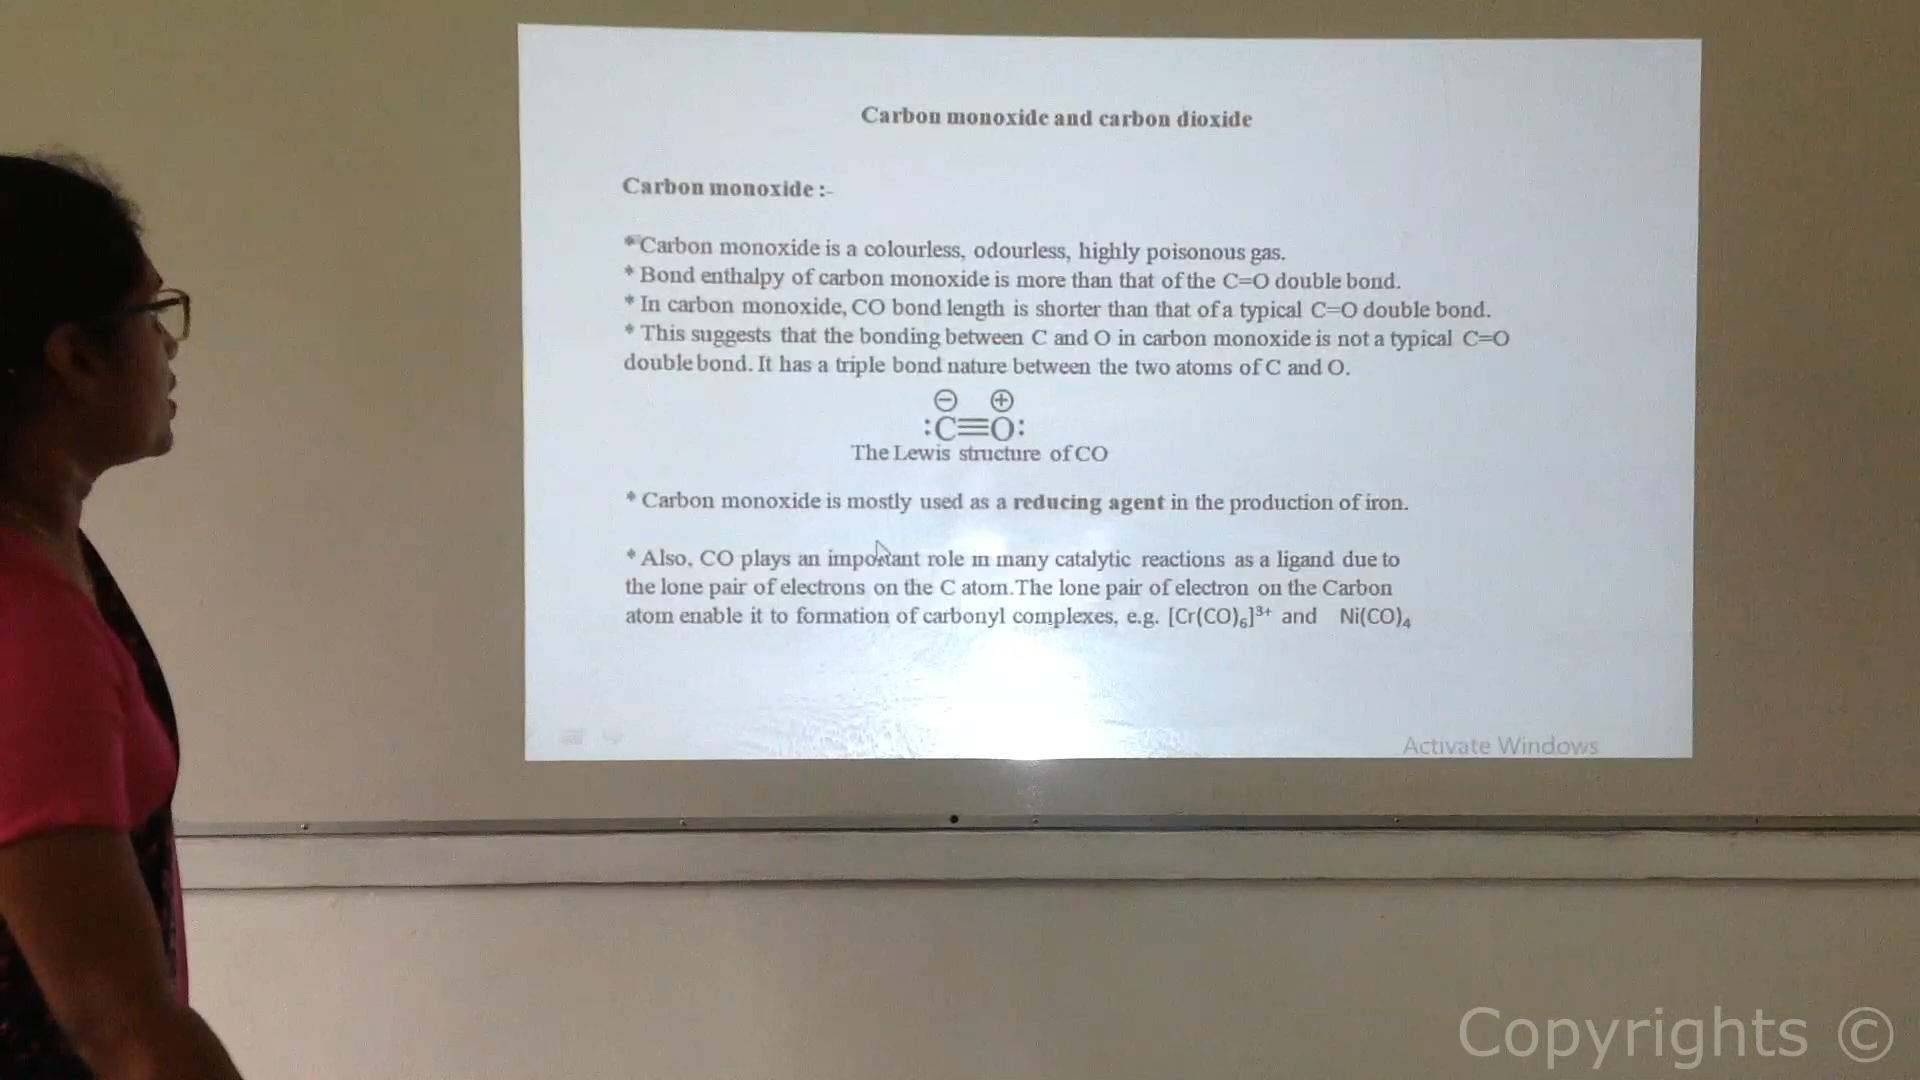 Carbon monoxide and carbon dioxide
Carbon monoxide :-
* Carbon monoxide is a colourless, odourless, highly poisonous gas.
* Bond enthalpy of carbon monoxide is more than that of the C=O double bond.
* In carbon monoxide, CO bond length is shorter than that of a typical C=O double bond.
* This suggests that the bonding between C and O in carbon monoxide is not a typical C=O
double bond. It has a triple bond nature between the two atoms of C and O.
⊖ ⊕
:C≡O:
The Lewis structure of CO
* Carbon monoxide is mostly used as a reducing agent in the production of iron.
* Also, CO plays an important role in many catalytic reactions as a ligand due to
the lone pair of electrons on the C atom.The lone pair of electron on the Carbon
atom enable it to formation of carbonyl complexes, e.g. [Cr(CO)₆]³⁺ and Ni(CO)₄
Activate Windows
Copyrights ©